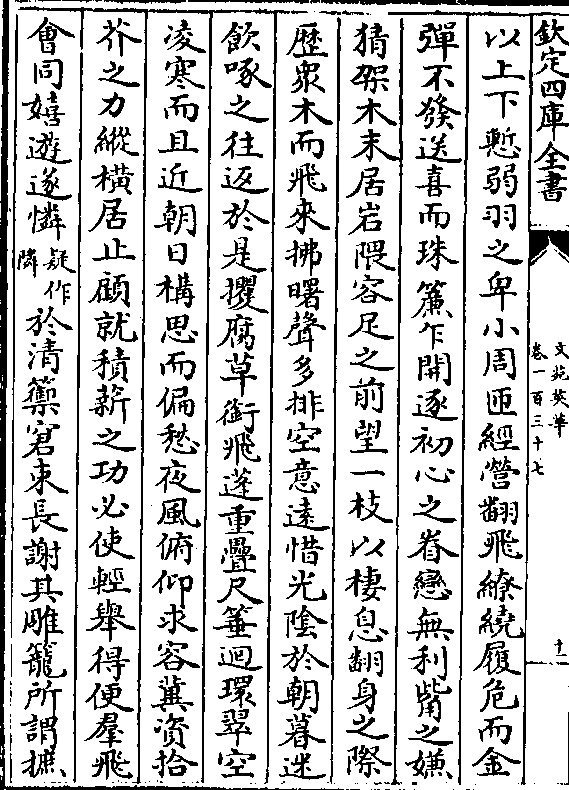 欽定四庫全書
文苑英華
卷一百三十七
十一
以上下慙弱羽之卑小周匝經營翻飛繚繞履危而金
彈不發送喜而珠簾乍開逐初心之眷戀無利觜之嫌
猜架木末居岩隈容足之前望一枝以棲息翻身之際
歷衆木而飛來拂曙聲多排空意遠惜光陰於朝暮迷
飲啄之往返於是攫腐草銜飛蓬重疊尺箠迴環翠空
凌寒而且近朝日構思而偏愁夜風俯仰求容冀資拾
芥之力縱横居止顧就積薪之功必使輕舉得便羣飛
會同嬉遊遂憐疑作隣於清籞窘束長謝其雕籠所謂摭